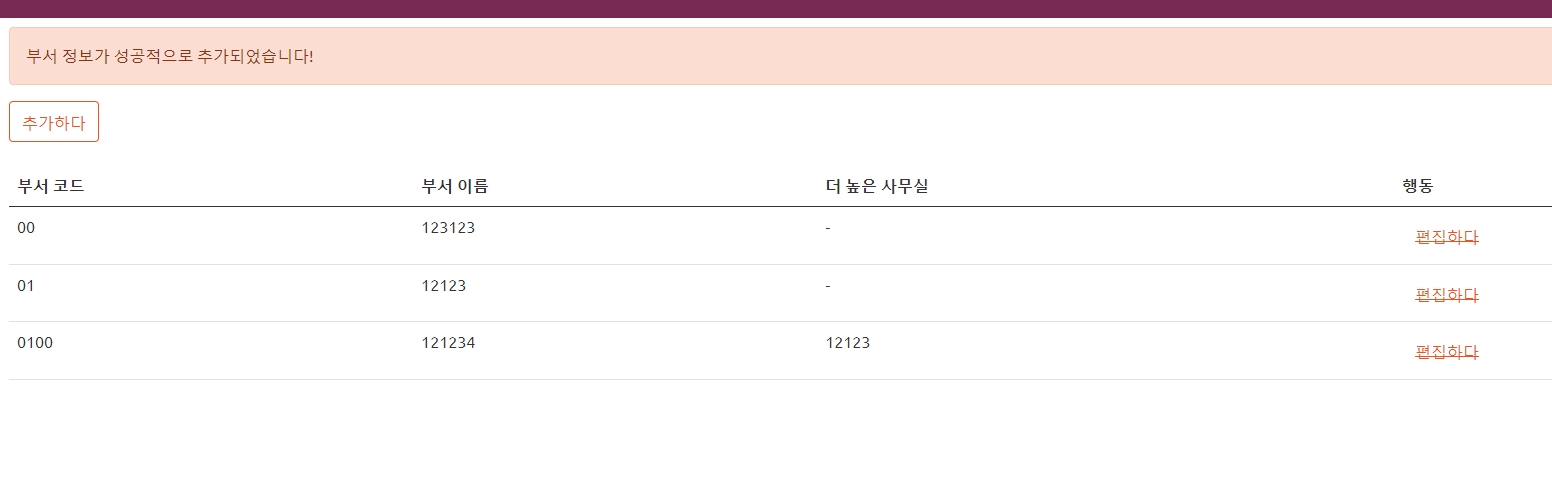 부서 정보가 성공적으로 추가되었습니다!
추가하다
부서 코드 부서 이름 더 높은 사무실 행동
00 123123 - 편집하다
01 12123 - 편집하다
0100 121234 12123 편집하다